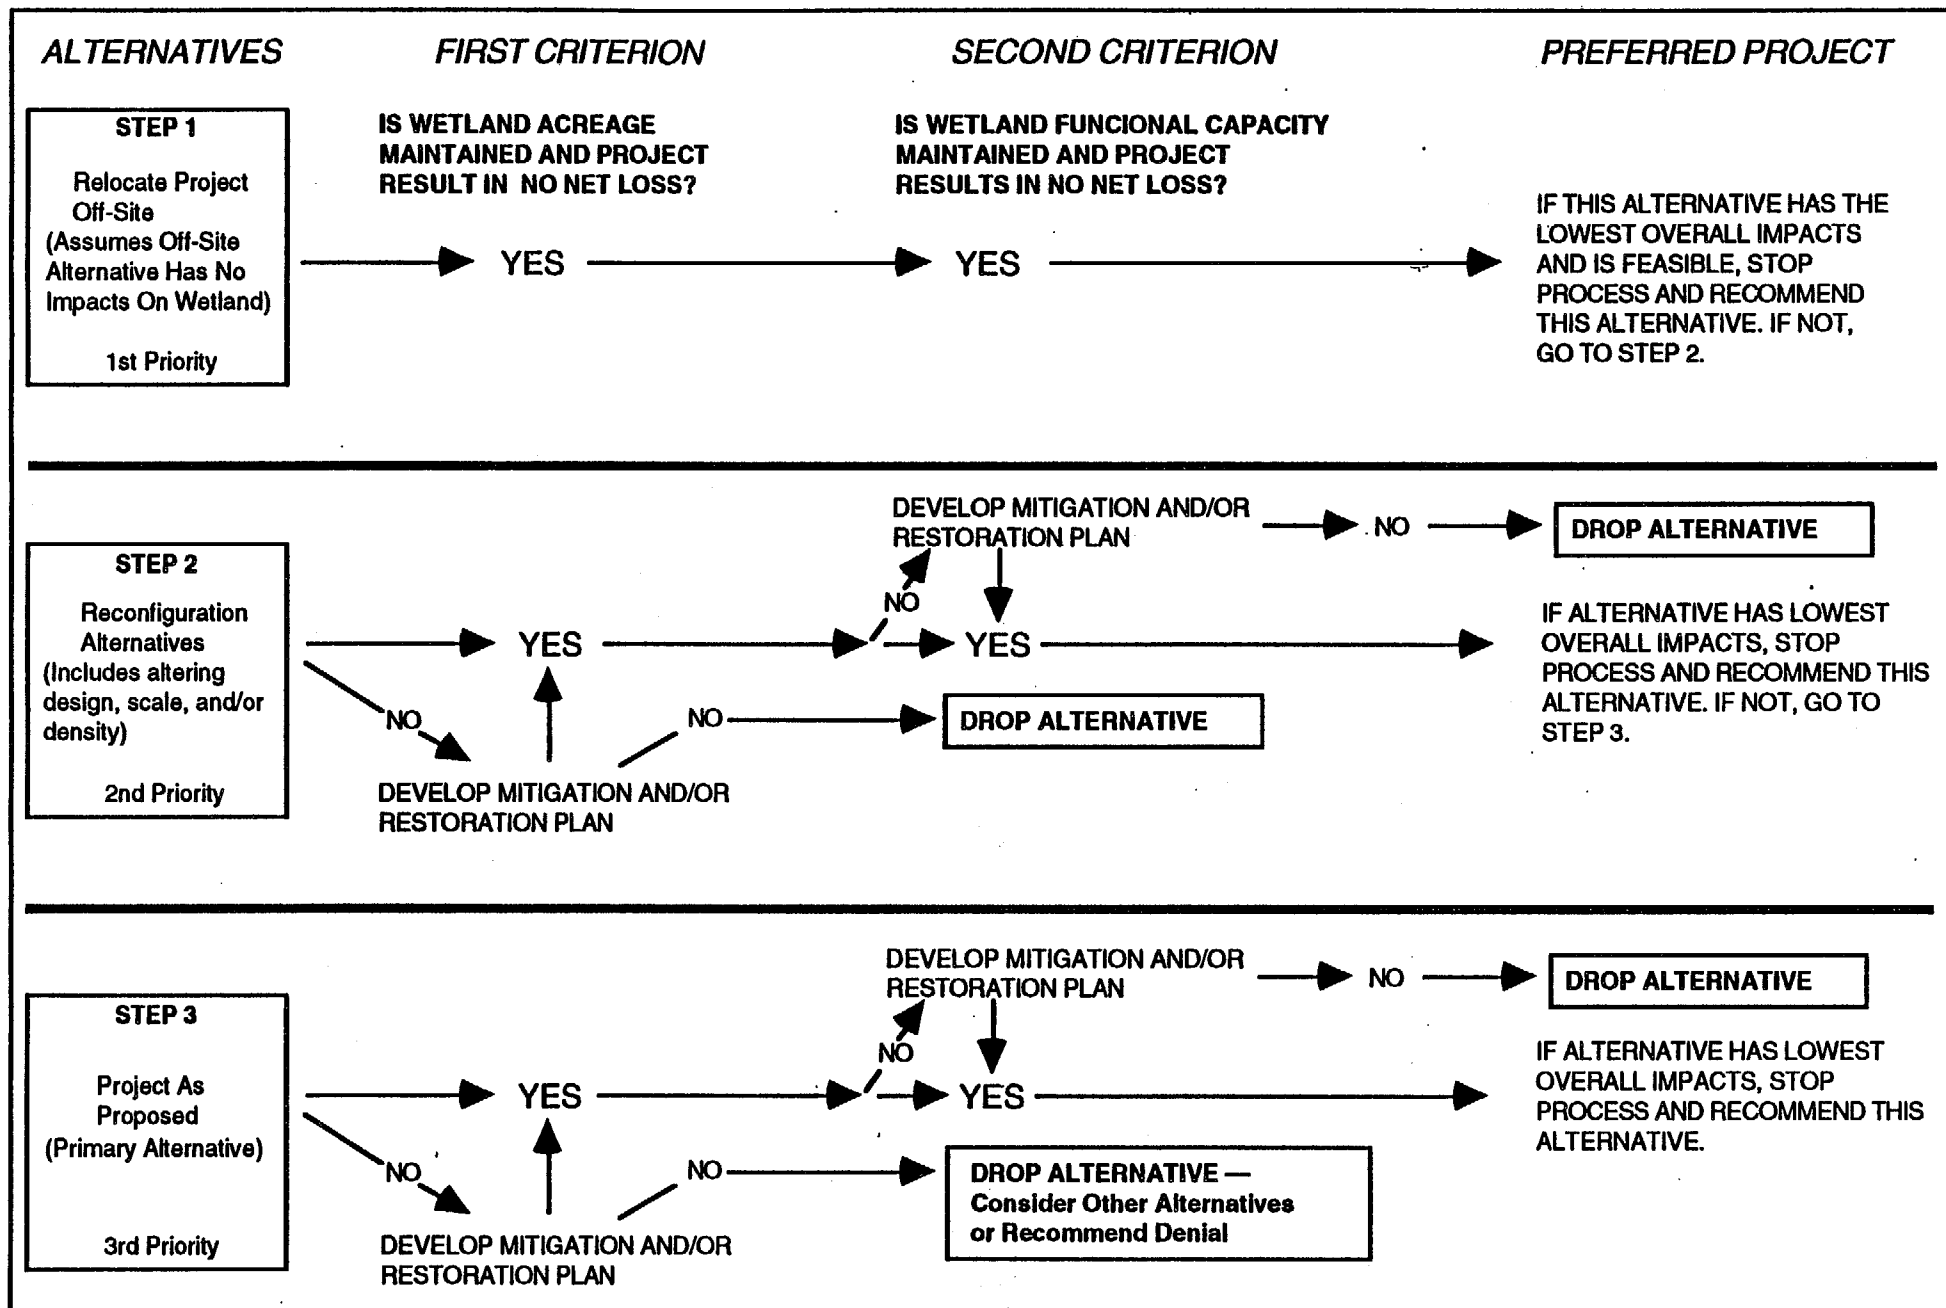 ALTERNATIVES
FIRST CRITERION
SECOND CRITERION
PREFERRED PROJECT
STEP 1
Relocate Project
Off-Site
(Assumes Off-Site
Alternative Has No
Impacts On Wetland)
1st Priority
IS WETLAND ACREAGE
MAINTAINED AND PROJECT
RESULT IN NO NET LOSS?
YES
IS WETLAND FUNCIONAL CAPACITY
MAINTAINED AND PROJECT
RESULTS IN NO NET LOSS?
YES
IF THIS ALTERNATIVE HAS THE
LOWEST OVERALL IMPACTS
AND IS FEASIBLE, STOP
PROCESS AND RECOMMEND
THIS ALTERNATIVE. IF NOT,
GO TO STEP 2.
STEP 2
Reconfiguration
Alternatives
(Includes altering
design, scale, and/or
density)
2nd Priority
YES
NO
DEVELOP MITIGATION AND/OR
RESTORATION PLAN
NO
DROP ALTERNATIVE
DEVELOP MITIGATION AND/OR
RESTORATION PLAN
NO
YES
NO
DROP ALTERNATIVE
IF ALTERNATIVE HAS LOWEST
OVERALL IMPACTS, STOP
PROCESS AND RECOMMEND THIS
ALTERNATIVE. IF NOT, GO TO
STEP 3.
STEP 3
Project As
Proposed
(Primary Alternative)
3rd Priority
YES
NO
DEVELOP MITIGATION AND/OR
RESTORATION PLAN
NO
DROP ALTERNATIVE —
Consider Other Alternatives
or Recommend Denial
DEVELOP MITIGATION AND/OR
RESTORATION PLAN
NO
YES
NO
DROP ALTERNATIVE
IF ALTERNATIVE HAS LOWEST
OVERALL IMPACTS, STOP
PROCESS AND RECOMMEND THIS
ALTERNATIVE.